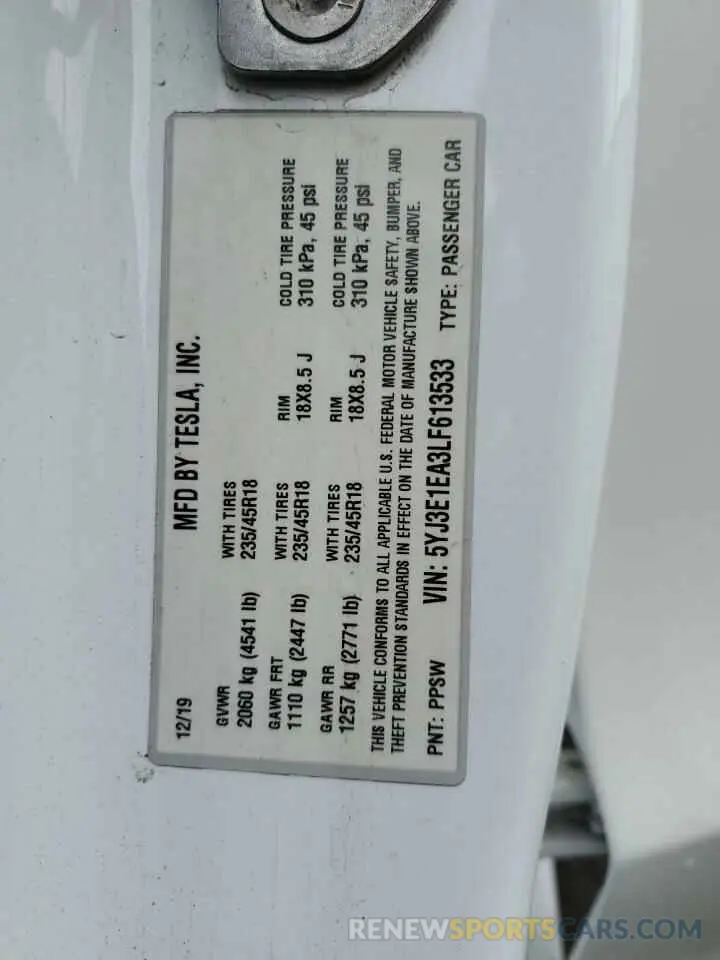 12/19 MFD BY TESLA, INC.
GVWR WITH TIRES
2060 kg (4541 lb) 235/45R18
GAWR FRT WITH TIRES RIM COLD TIRE PRESSURE
1110 kg (2447 lb) 235/45R18 18X8.5 J 310 kPa, 45 psi
GAWR RR WITH TIRES RIM COLD TIRE PRESSURE
1257 kg (2771 lb) 235/45R18 18X8.5 J 310 kPa, 45 psi
THIS VEHICLE CONFORMS TO ALL APPLICABLE U.S. FEDERAL MOTOR VEHICLE SAFETY, BUMPER, AND
THEFT PREVENTION STANDARDS IN EFFECT ON THE DATE OF MANUFACTURE SHOWN ABOVE.
PNT: PPSW VIN: 5YJ3E1EA3LF613533 TYPE: PASSENGER CAR
RENEWSPORTSCARS.COM